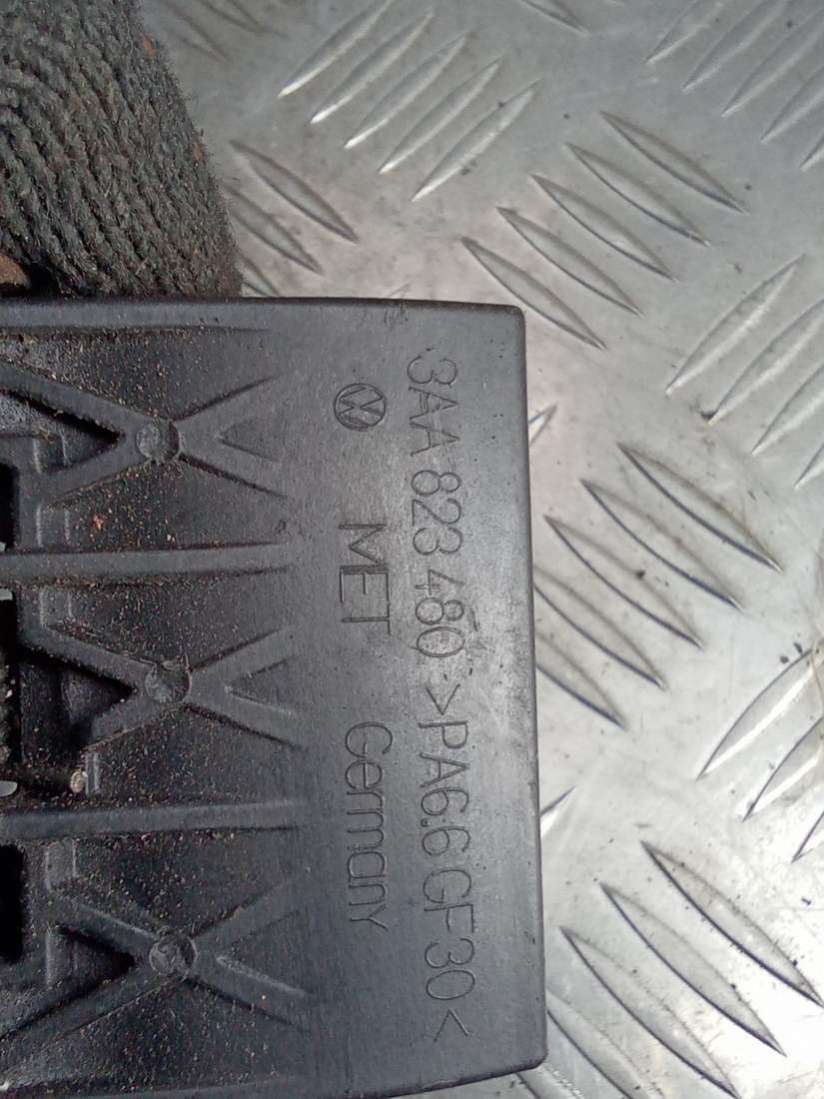 3AA 823 480 >PA6.6 GF30<
MET Germany